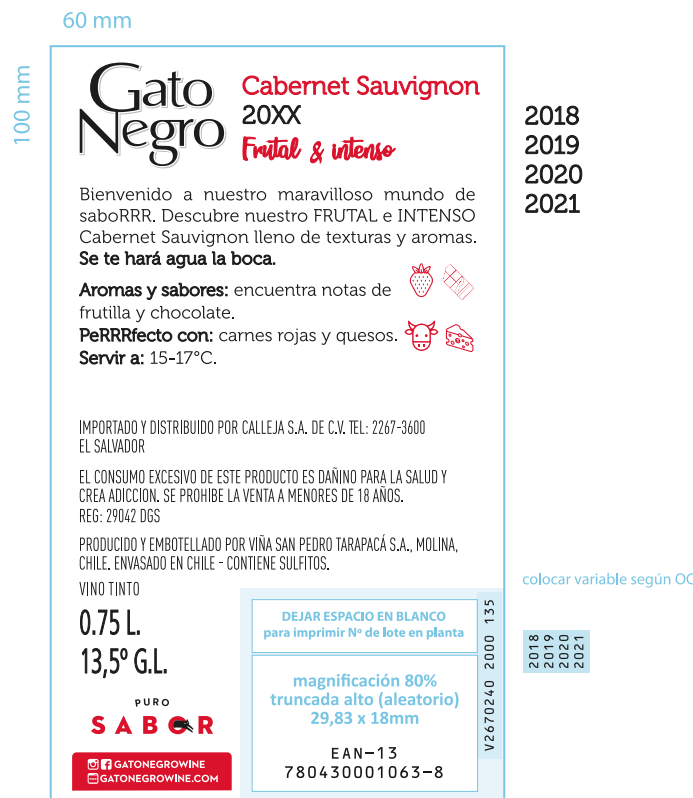 60 mm
100 mm
Gato
Negro
Cabernet Sauvignon
20XX
Frutal & intenso
2018
2019
2020
2021
Bienvenido a nuestro maravilloso mundo de
saboRRR. Descubre nuestro FRUTAL e INTENSO
Cabernet Sauvignon lleno de texturas y aromas.
Se te hará agua la boca.
Aromas y sabores: encuentra notas de
frutilla y chocolate.
PeRRRfecto con: carnes rojas y quesos.
Servir a: 15-17°C.
IMPORTADO Y DISTRIBUIDO POR CALLEJA S.A. DE C.V. TEL: 2267-3600
EL SALVADOR
EL CONSUMO EXCESIVO DE ESTE PRODUCTO ES DAÑINO PARA LA SALUD Y
CREA ADICCION. SE PROHIBE LA VENTA A MENORES DE 18 AÑOS.
REG: 29042 DGS
PRODUCIDO Y EMBOTELLADO POR VIÑA SAN PEDRO TARAPACÁ S.A., MOLINA,
CHILE. ENVASADO EN CHILE - CONTIENE SULFITOS.
VINO TINTO
0.75 L.
13,5º G.L.
PURO
SABOR
GATONEGROWINE
GATONEGROWINE.COM
DEJAR ESPACIO EN BLANCO
para imprimir Nº de lote en planta
magnificación 80%
truncada alto (aleatorio)
29,83 x 18mm
EAN-13
780430001063-8
V2670240 2000 135
colocar variable según OC
2018
2019
2020
2021